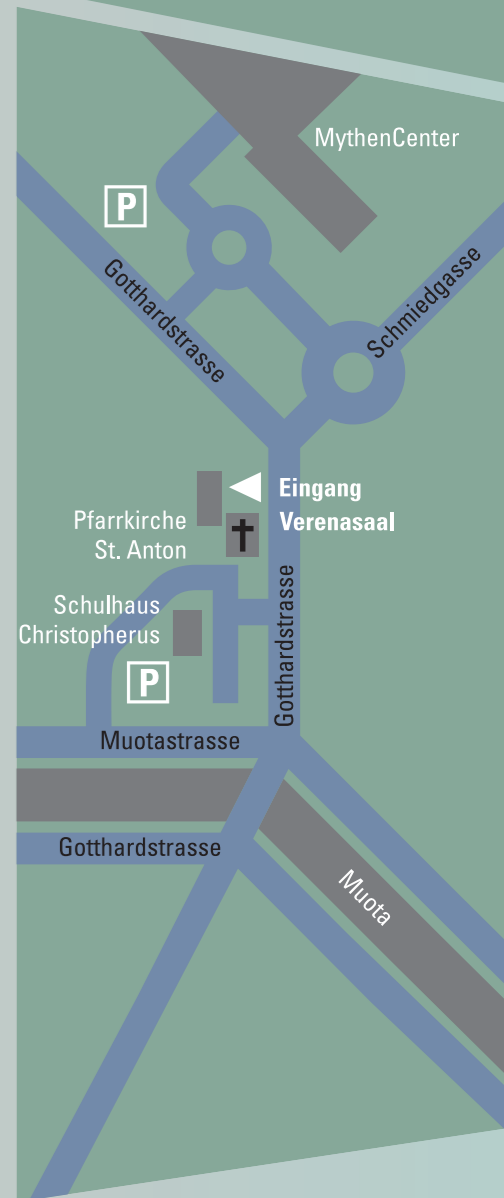 MythenCenter
P
Gotthardstrasse
Schmiedgasse
Eingang
Verenasaal
Pfarrkirche
St. Anton
Schulhaus
Christopherus
P
Gotthardstrasse
Muotastrasse
Gotthardstrasse
Muota